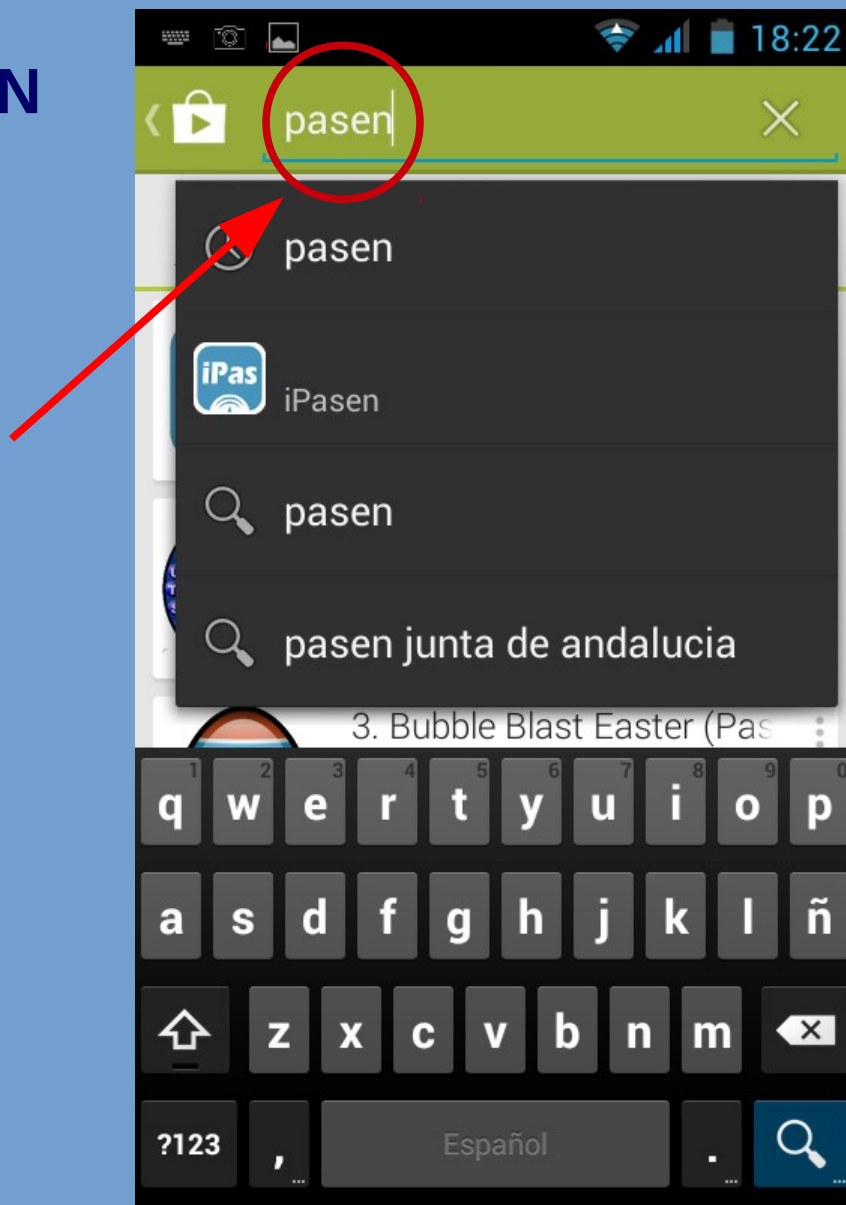 N
18:22
pasen
pasen
iPas
iPasen
pasen
pasen junta de andalucia
3. Bubble Blast Easter (Pas
1 2 3 4 5 6 7 8 9 0
q w e r t y u i o p
a s d f g h j k l ñ
z x c v b n m
?123 , Español .